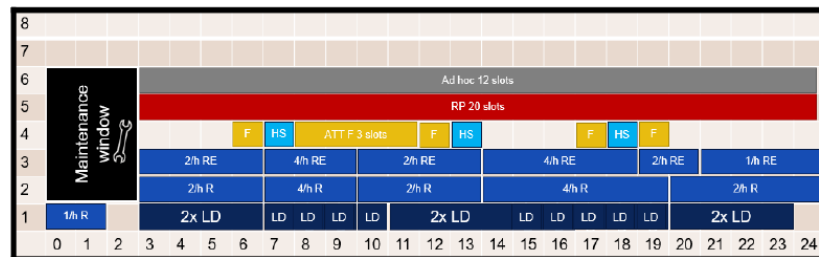 8
7
6 Ad hoc 12 slots
5 RP 20 slots
Maintenance
window
4 F HS ATT F 3 slots F HS F HS F
3 2/h RE 4/h RE 2/h RE 4/h RE 2/h RE 1/h RE
2 2/h R 4/h R 2/h R 4/h R 2/h R
1 1/h R 2x LD LD LD LD LD 2x LD LD LD LD LD LD 2x LD
0 1 2 3 4 5 6 7 8 9 10 11 12 13 14 15 16 17 18 19 20 21 22 23 24